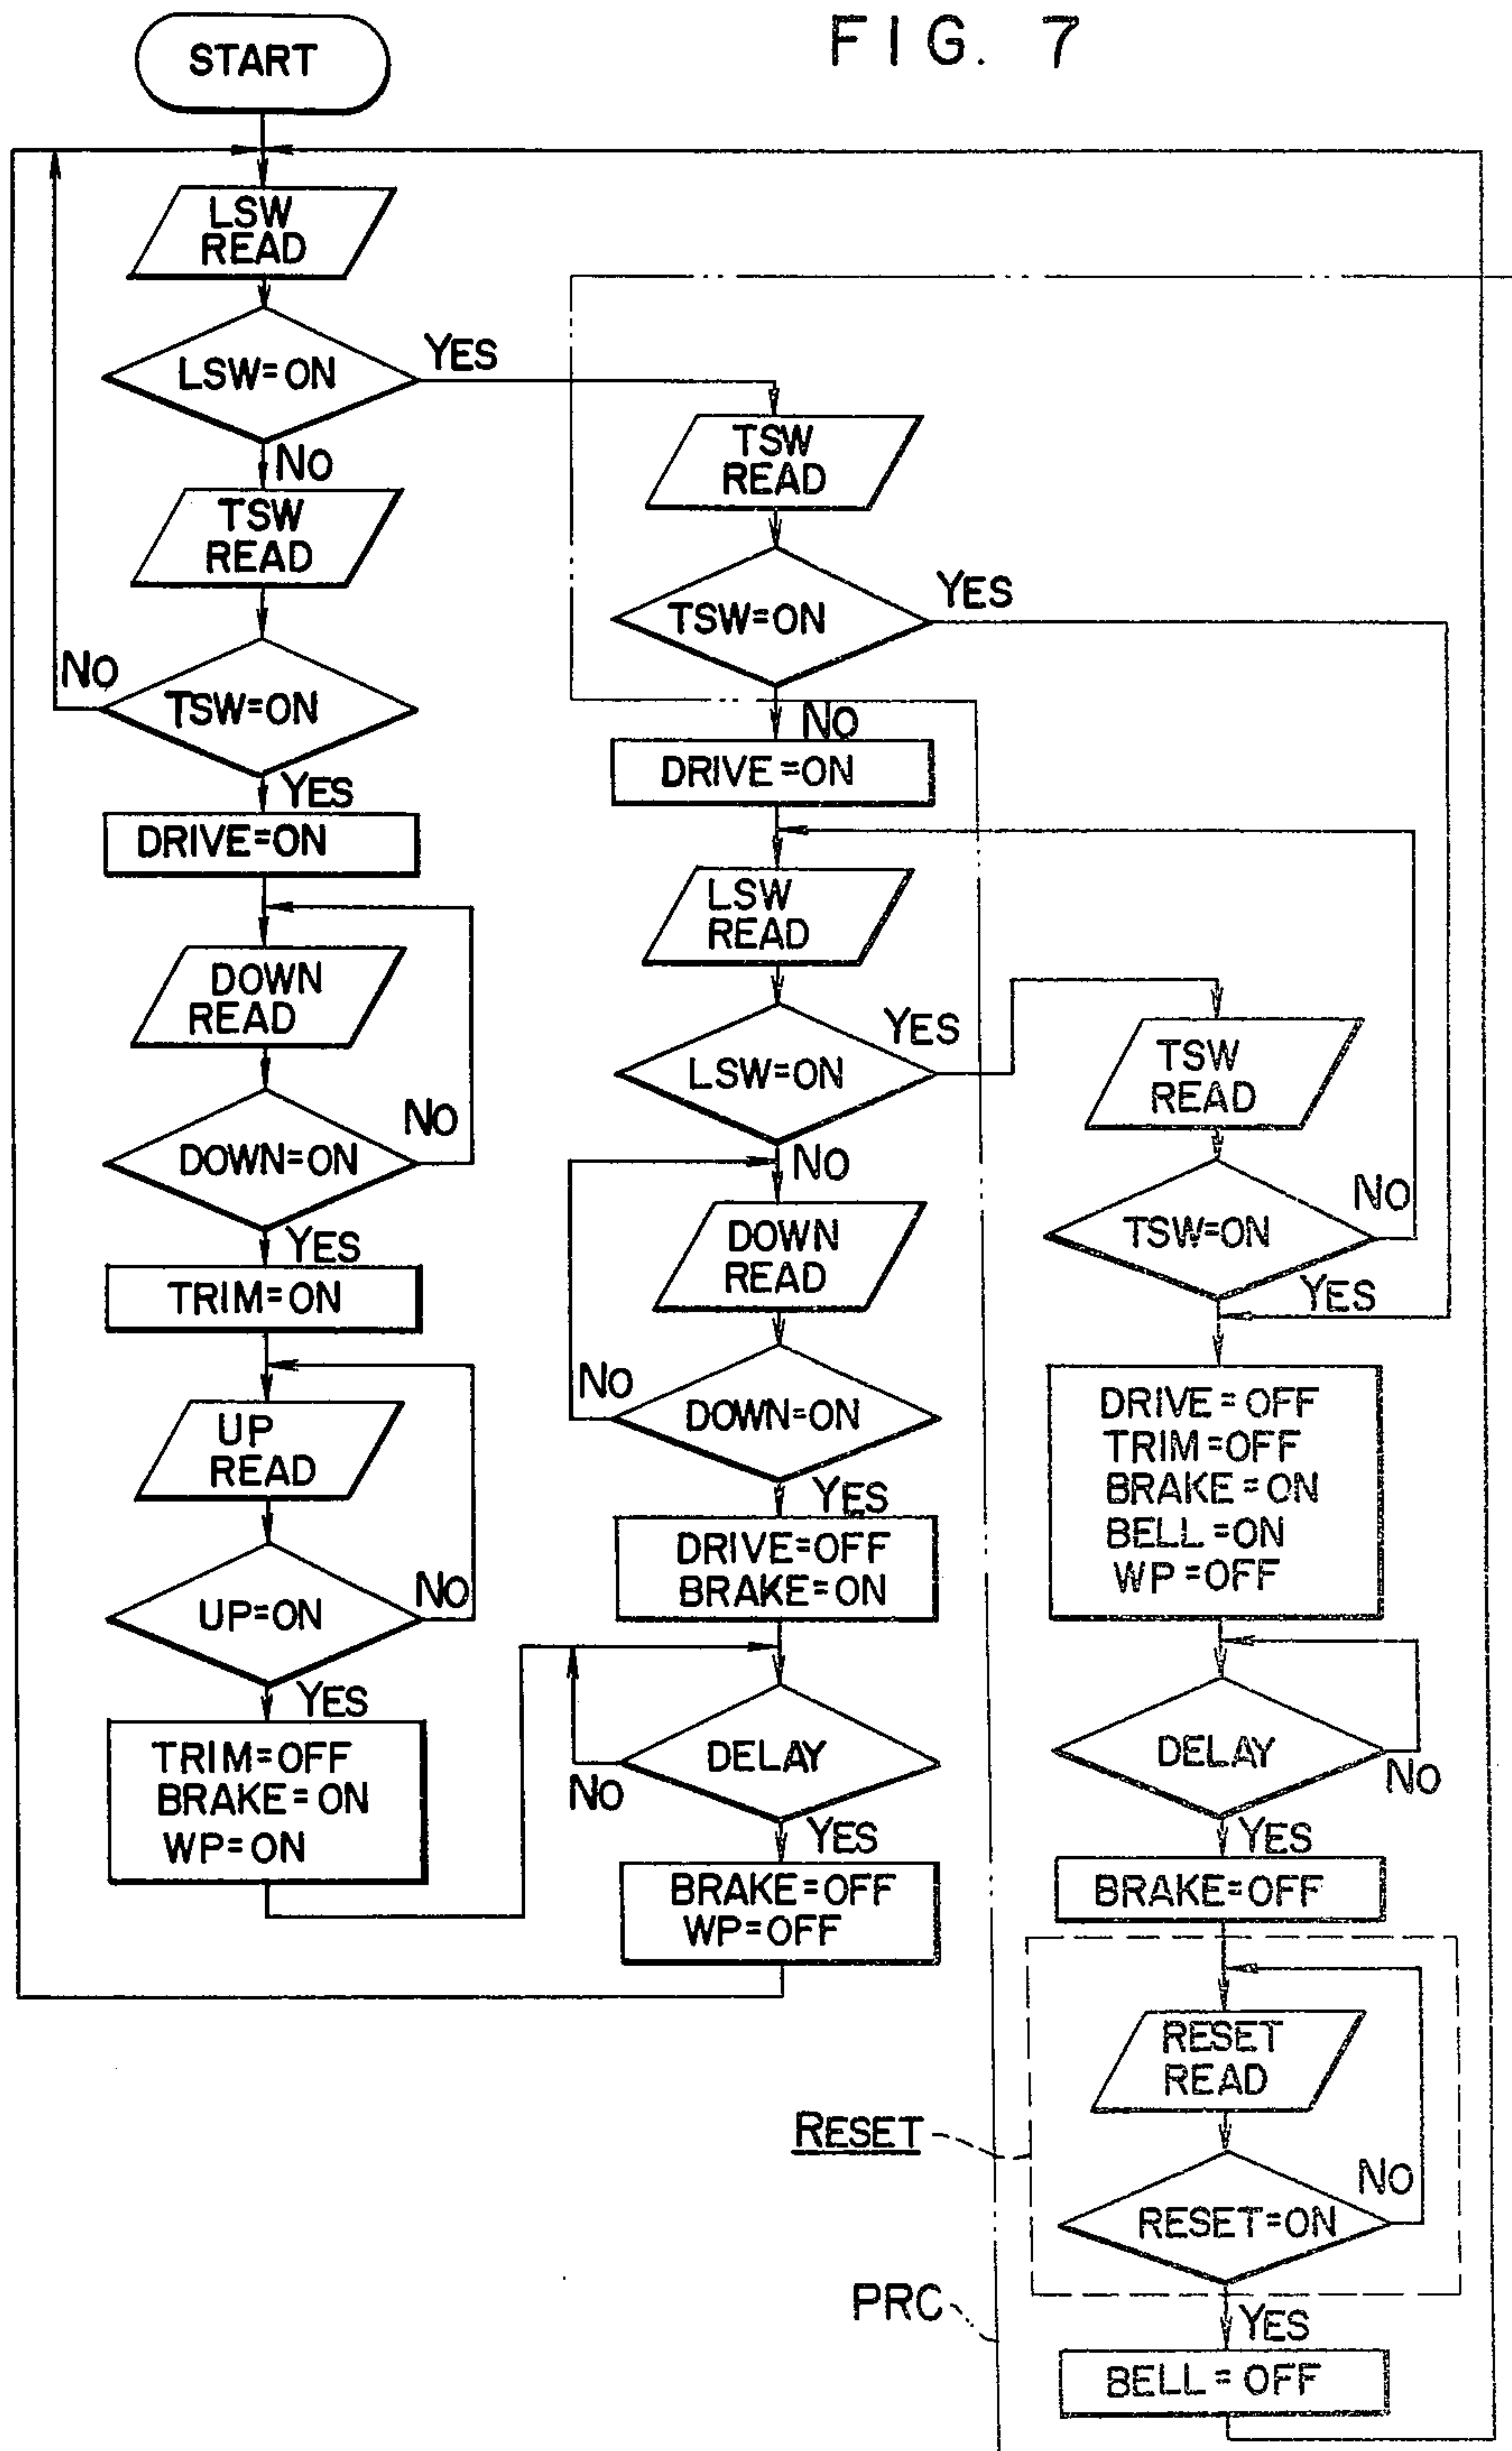 FIG. 7
START
LSW
READ
LSW=ON
YES
NO
TSW
READ
TSW=ON
NO
YES
DRIVE=ON
DOWN
READ
DOWN=ON
NO
YES
TRIM=ON
UP
READ
UP=ON
NO
YES
TRIM=OFF
BRAKE=ON
WP=ON
TSW
READ
TSW=ON
YES
NO
DRIVE=ON
LSW
READ
LSW=ON
YES
NO
DOWN
READ
DOWN=ON
NO
YES
DRIVE=OFF
BRAKE=ON
DELAY
NO
YES
BRAKE=OFF
WP=OFF
TSW
READ
TSW=ON
NO
YES
DRIVE=OFF
TRIM=OFF
BRAKE=ON
BELL=ON
WP=OFF
DELAY
NO
YES
BRAKE=OFF
RESET
READ
RESET=ON
NO
YES
BELL=OFF
RESET
PRC